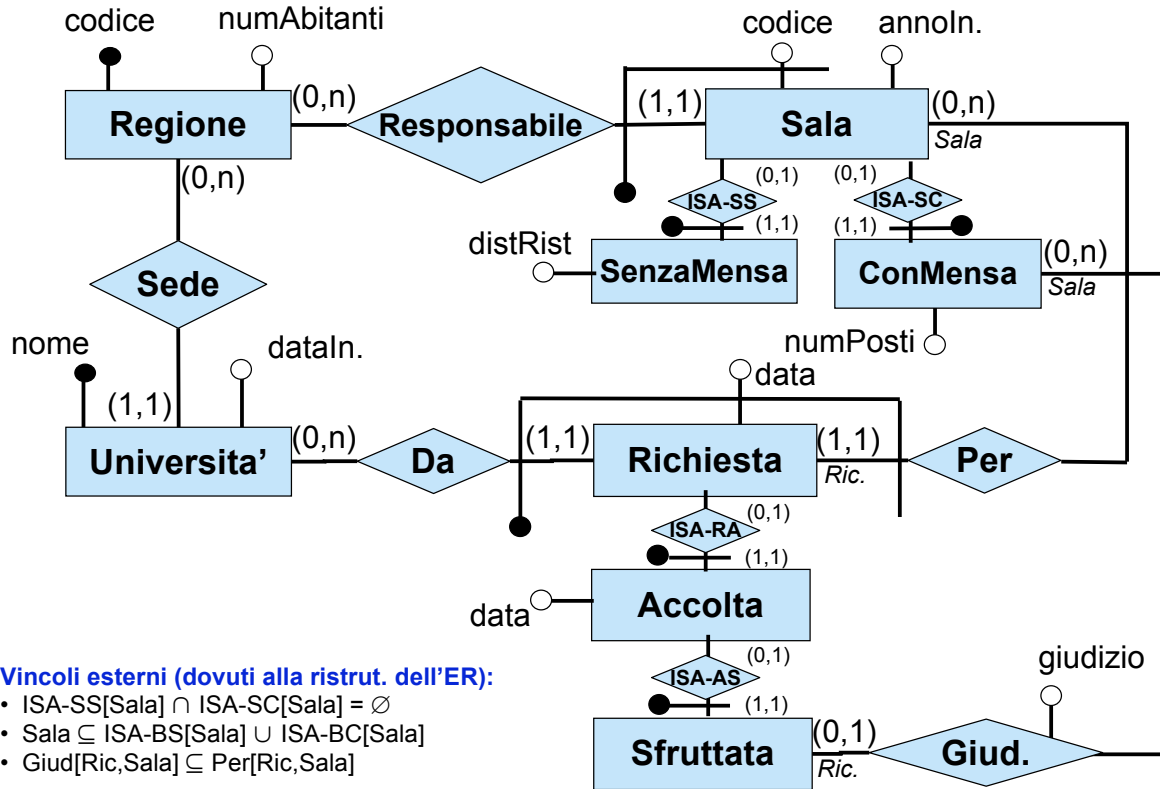 codice
numAbitanti
codice
annoIn.
Regione
(0,n)
Responsabile
(1,1)
Sala
(0,n)
Sala
(0,n)
(0,1)
(0,1)
ISA-SS
ISA-SC
(1,1)
(1,1)
distRist
SenzaMensa
ConMensa
(0,n)
Sala
Sede
numPosti
nome
dataIn.
data
(1,1)
Universita’
(0,n)
Da
(1,1)
Richiesta
(1,1)
Ric.
Per
(0,1)
ISA-RA
(1,1)
data
Accolta
(0,1)
ISA-AS
(1,1)
giudizio
Sfruttata
(0,1)
Ric.
Giud.
Vincoli esterni (dovuti alla ristrut. dell’ER):
• ISA-SS[Sala] ∩ ISA-SC[Sala] = ∅
• Sala ⊆ ISA-BS[Sala] ∪ ISA-BC[Sala]
• Giud[Ric,Sala] ⊆ Per[Ric,Sala]